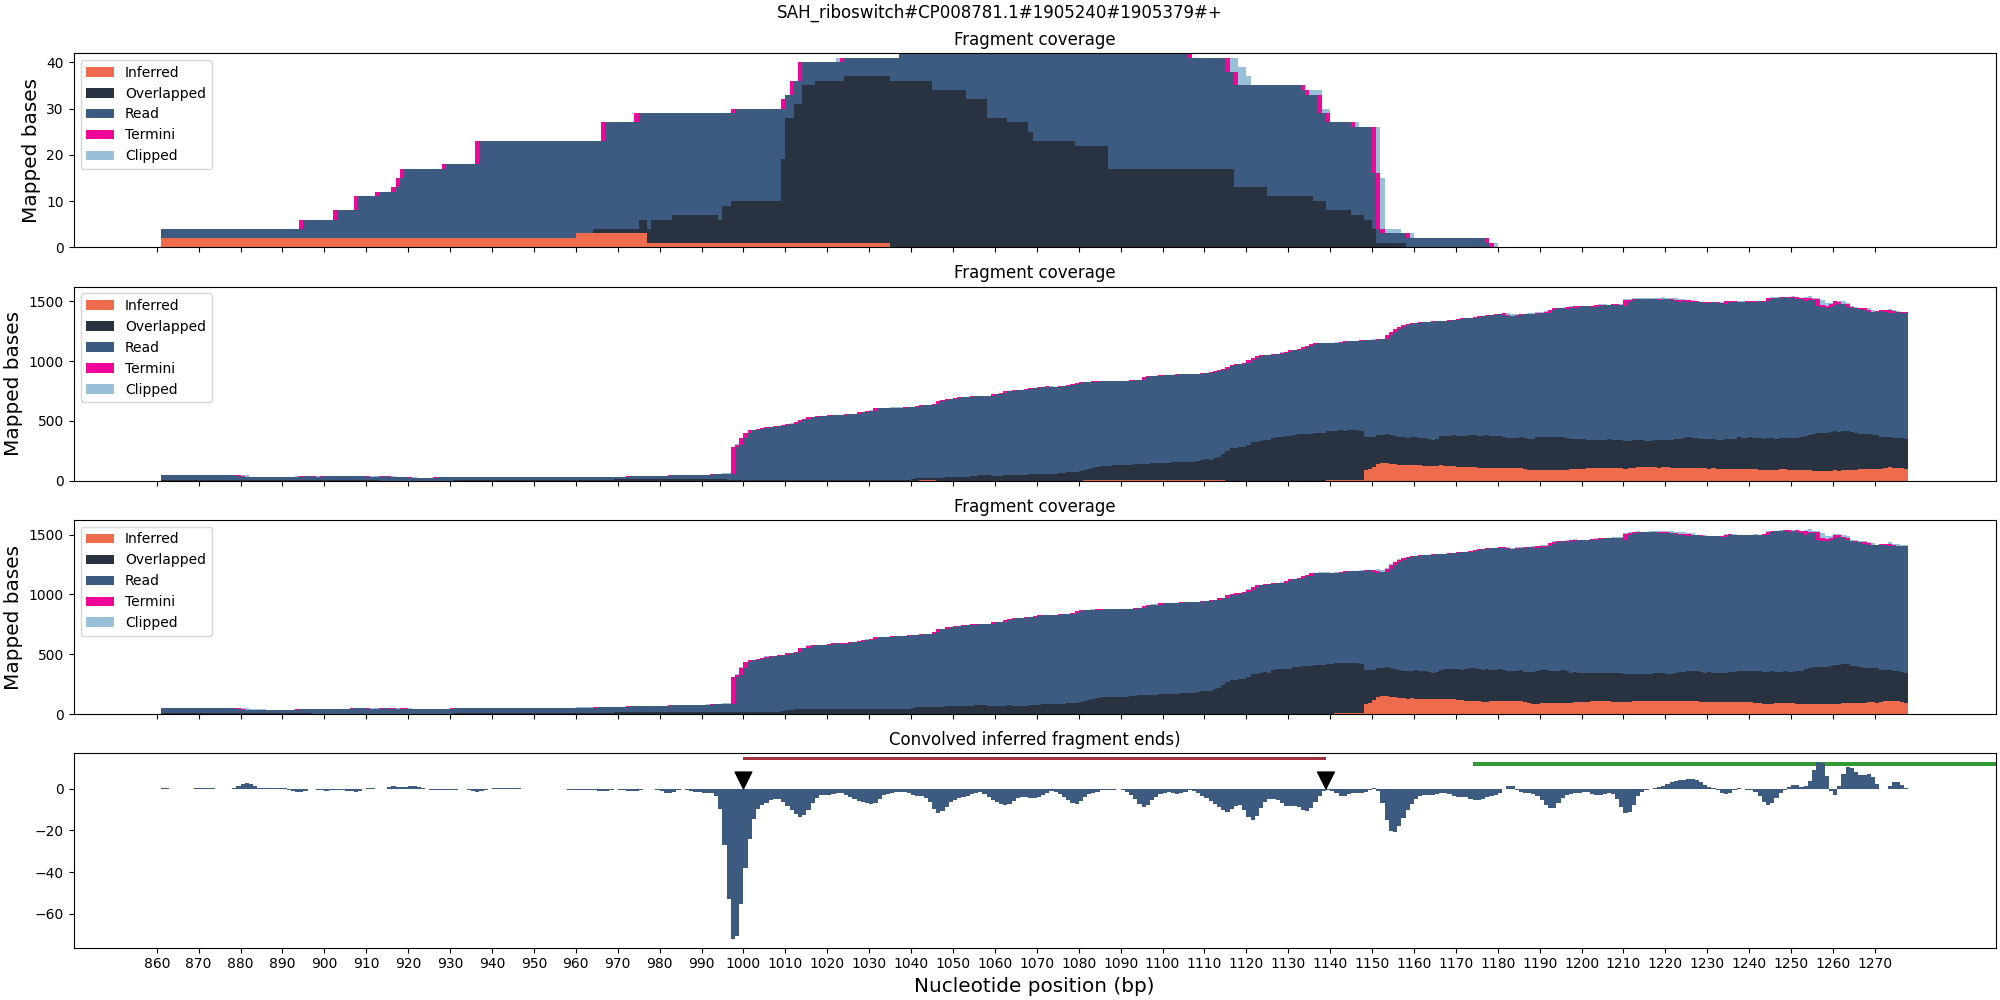 SAH_riboswitch#CP008781.1#1905240#1905379#+
Fragment coverage
Mapped bases
40
30
20
10
0
Inferred
Overlapped
Read
Termini
Clipped
Fragment coverage
Mapped bases
1500
1000
500
0
Inferred
Overlapped
Read
Termini
Clipped
Fragment coverage
Mapped bases
1500
1000
500
0
Inferred
Overlapped
Read
Termini
Clipped
Convolved inferred fragment ends)
0
−20
−40
−60
860 870 880 890 900 910 920 930 940 950 960 970 980 990 1000 1010 1020 1030 1040 1050 1060 1070 1080 1090 1100 1110 1120 1130 1140 1150 1160 1170 1180 1190 1200 1210 1220 1230 1240 1250 1260 1270
Nucleotide position (bp)